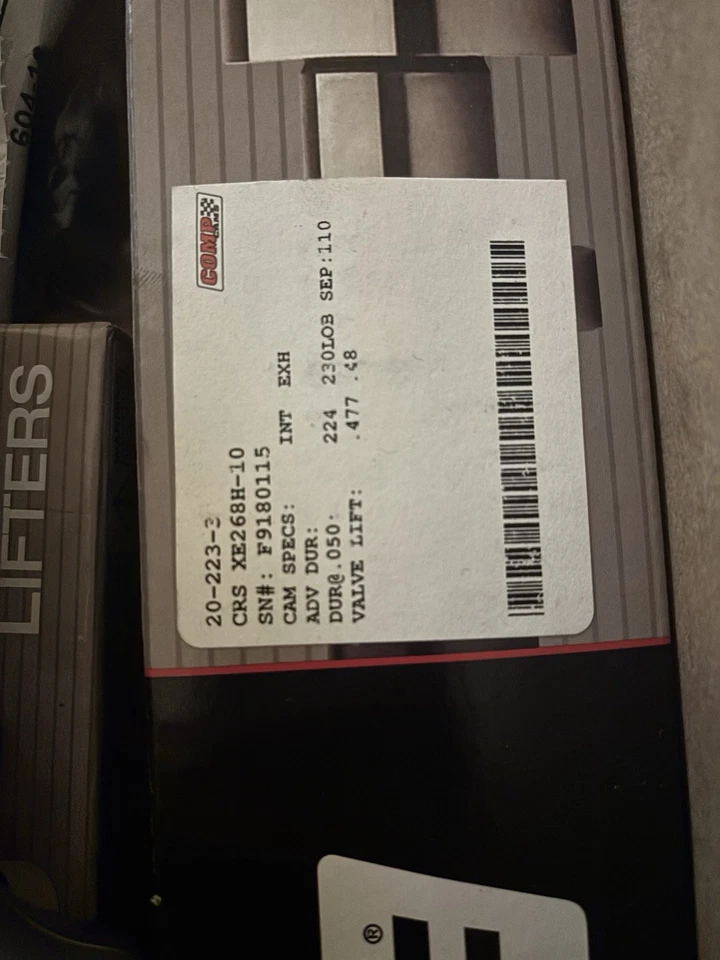 COMP
CAMS
20-223-3
CRS XE268H-10
SN#: F9180115
CAM SPECS: INT EXH
ADV DUR:
DUR@.050: 224 230LOB SEP:110
VALVE LIFT: .477 .48
LIFTERS
®